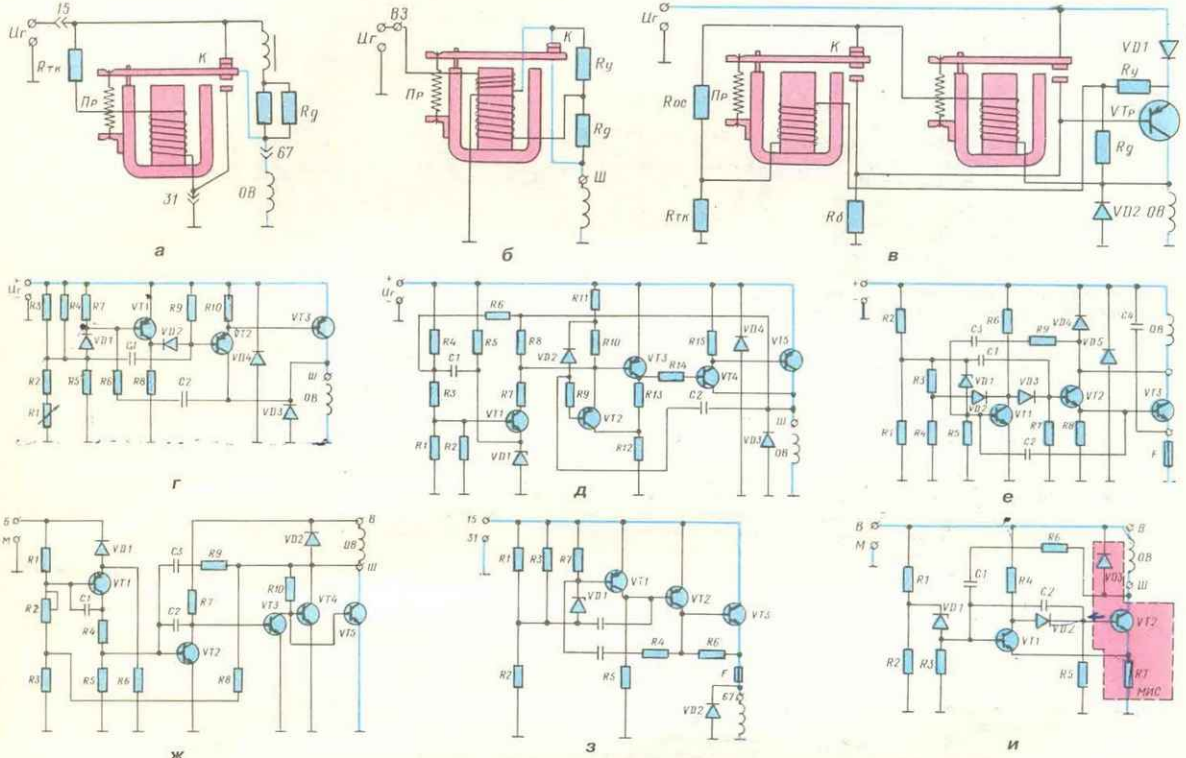 15
Uг
Rтк
К
Пр
Rд
67
31
ОВ
а
Uг
ВЗ
К
Пр
Rу
Rд
Ш
б
Uг
Rос
Пр
К
Rтк
Rб
VD1
Rу
VTр
Rд
VD2
ОВ
в
+
Uг
−
R3
R4
R7
VT1
R9
R10
VT3
VD1
VD2
VT2
C1
VD4
R2
R5
R6
R8
C2
Ш
R1
VD3
ОВ
г
+
Uг
−
R6
R11
R4
R5
R8
VD2
R10
R15
VD4
VT5
C1
VT3
R14
VT4
R3
R7
R9
R13
C2
VT1
VT2
Ш
R1
R2
VD1
R12
VD3
ОВ
д
+
−
R2
R6
VD4
C4
ОВ
C3
R9
C1
VD5
R3
VD1
VD3
VT2
VD2
VT1
VT3
R1
R4
R5
R7
R8
C2
F
е
Б
В
М
R1
VD1
VD2
ОВ
C3
R9
Ш
VT1
R10
R2
C1
R7
VT3
VT4
C2
VT5
R4
VT2
R3
R5
R6
R8
ж
15
31
R1
R3
R7
VT1
VD1
VT2
VT3
R4
R6
R2
R5
F
67
VD2
з
В
В
М
R6
ОВ
R1
C1
R4
VD3
Ш
C2
VD1
VD2
VT2
VT1
R2
R3
R5
R7
МИС
и